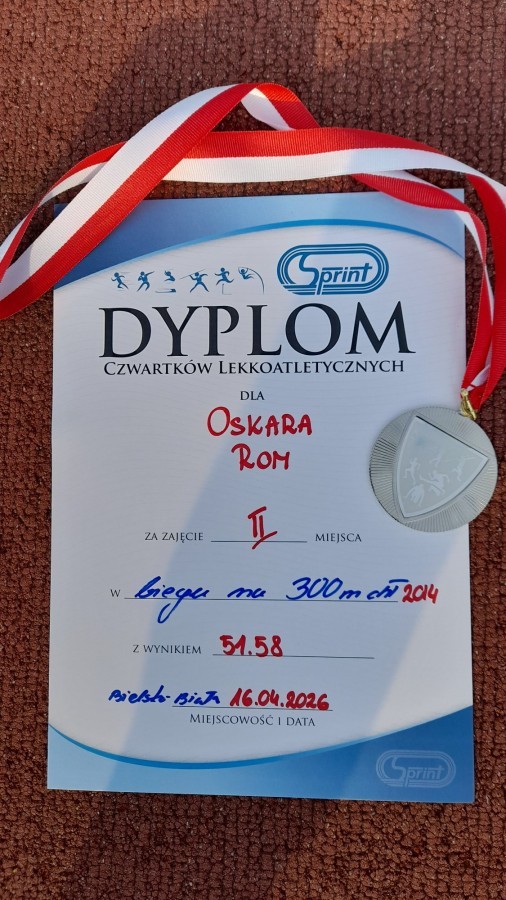 Sprint
DYPLOM
CZWARTKÓW LEKKOATLETYCZNYCH
DLA
OSKARA
ROM
ZA ZAJĘCIE II MIEJSCA
W biegu na 300m chł 2014
Z WYNIKIEM 51.58
Bielsko-Biała 16.04.2026
MIEJSCOWOŚĆ I DATA
Sprint